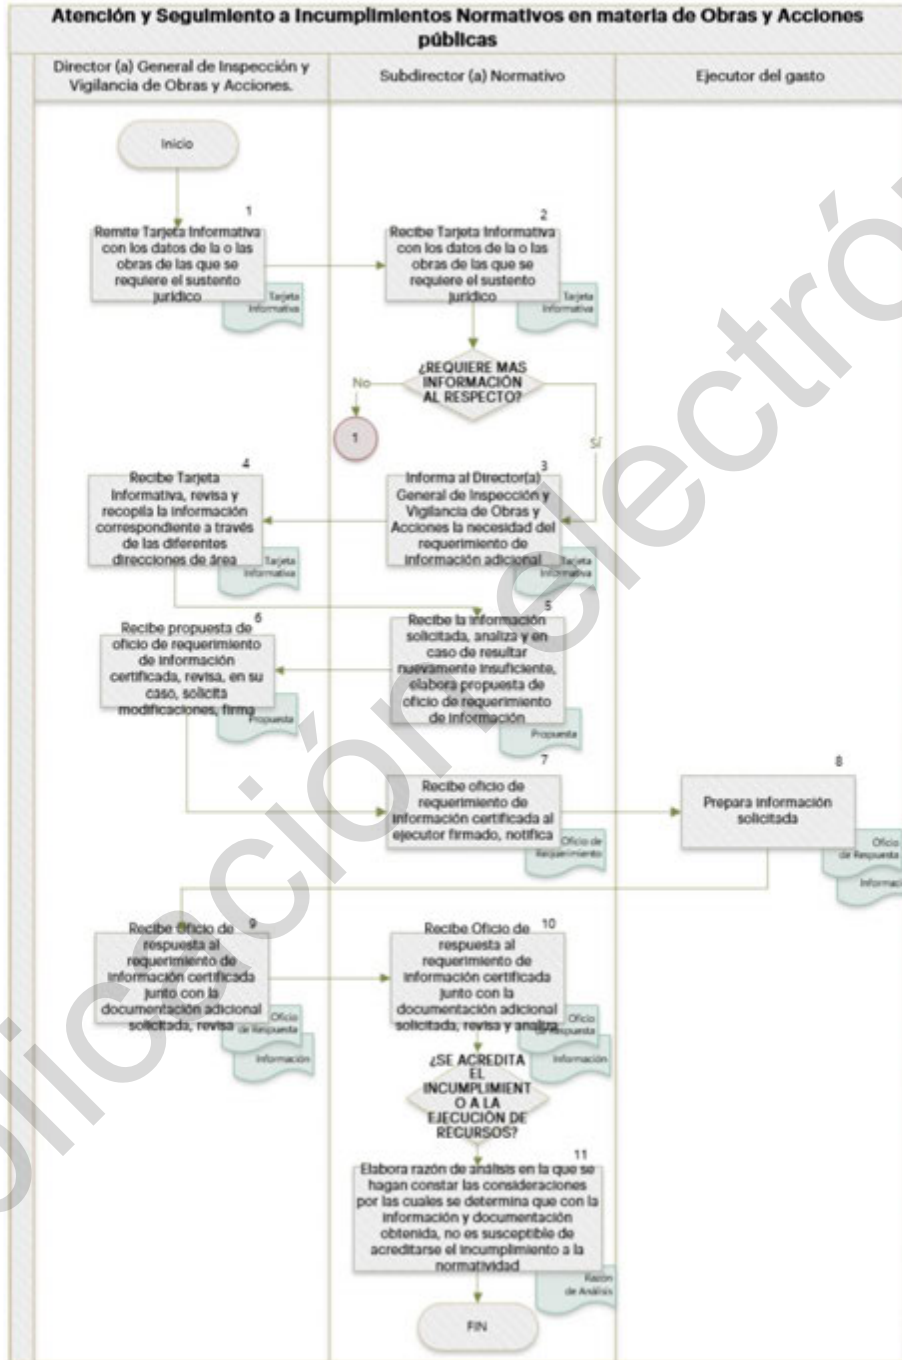 Atención y Seguimiento a Incumplimientos Normativos en materia de Obras y Acciones
públicas
Director (a) General de Inspección y
Vigilancia de Obras y Acciones.
Subdirector (a) Normativo
Ejecutor del gasto
Inicio
1
Remite Tarjeta Informativa
con los datos de la o las
obras de las que se
requiere el sustento
jurídico
Tarjeta
Informativa
2
Recibe Tarjeta Informativa
con los datos de la o las
obras de las que se
requiere el sustento
jurídico
Tarjeta
Informativa
¿REQUIERE MAS
INFORMACIÓN
AL RESPECTO?
No
1
Sí
3
Informa al Director(a)
General de Inspección y
Vigilancia de Obras y
Acciones la necesidad del
requerimiento de
información adicional
Tarjeta
Informativa
4
Recibe Tarjeta
Informativa, revisa y
recopila la información
correspondiente a través
de las diferentes
direcciones de área
Tarjeta
Informativa
5
Recibe la información
solicitada, analiza y en
caso de resultar
nuevamente insuficiente,
elabora propuesta de
oficio de requerimiento
de información
Propuesta
6
Recibe propuesta de
oficio de requerimiento
de información
certificada, revisa, en su
caso, solicita
modificaciones, firma
Propuesta
7
Recibe oficio de
requerimiento de
información certificada al
ejecutor firmado, notifica
Oficio de
Requerimiento
8
Prepara información
solicitada
Oficio
de Respuesta
Informac
9
Recibe Oficio de
respuesta al
requerimiento de
información certificada
junto con la
documentación adicional
solicitada, revisa
Oficio
de Respuesta
Información
10
Recibe Oficio de
respuesta al
requerimiento de
información certificada
junto con la
documentación adicional
solicitada, revisa y analiza
Oficio
de Respuesta
Información
¿SE ACREDITA
EL
INCUMPLIMIENT
O A LA
EJECUCIÓN DE
RECURSOS?
11
Elabora razón de análisis en la que se
hagan constar las consideraciones
por las cuales se determina que con la
información y documentación
obtenida, no es susceptible de
acreditarse el incumplimiento a la
normatividad
Razón
de Análisis
FIN
olicación electrón